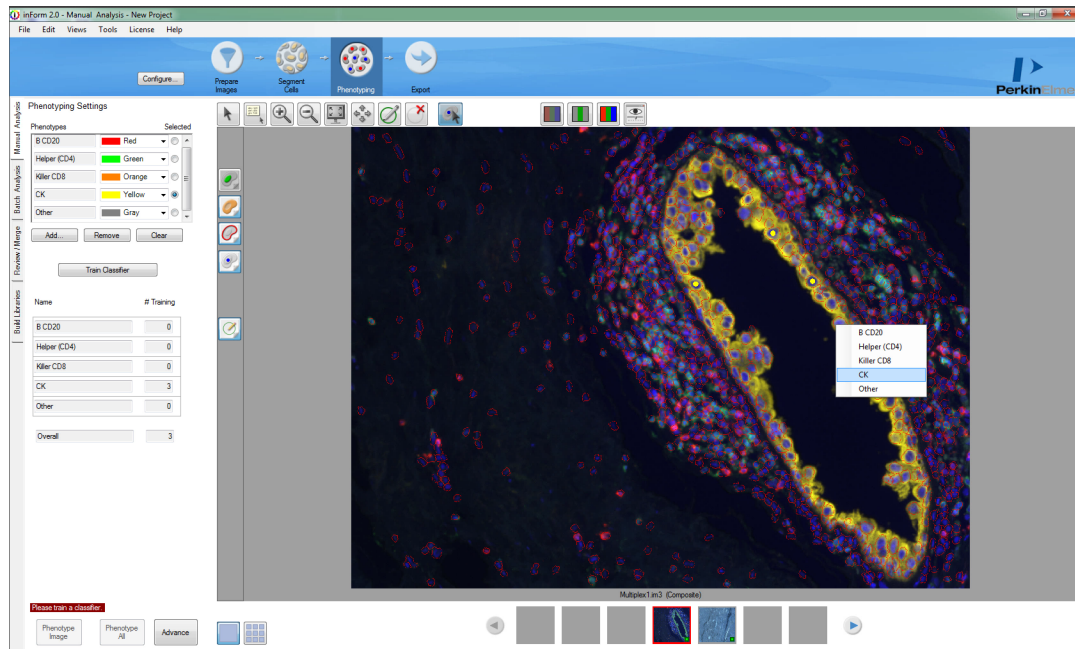 inForm 2.0 - Manual Analysis - New Project
File Edit Views Tools License Help
Configure...
Prepare Images
Segment Cells
Phenotyping
Export
PerkinElmer
Manual Analysis
Batch Analysis
Review / Merge
Build Libraries
Phenotyping Settings
Phenotypes Selected
B CD20 Red
Helper (CD4) Green
Killer CD8 Orange
CK Yellow
Other Gray
Add... Remove Clear
Train Classifier
Name # Training
B CD20 0
Helper (CD4) 0
Killer CD8 0
CK 3
Other 0
Overall 3
B CD20
Helper (CD4)
Killer CD8
CK
Other
Multiplex1.im3 (Composite)
Please train a classifier.
Phenotype Image
Phenotype All
Advance